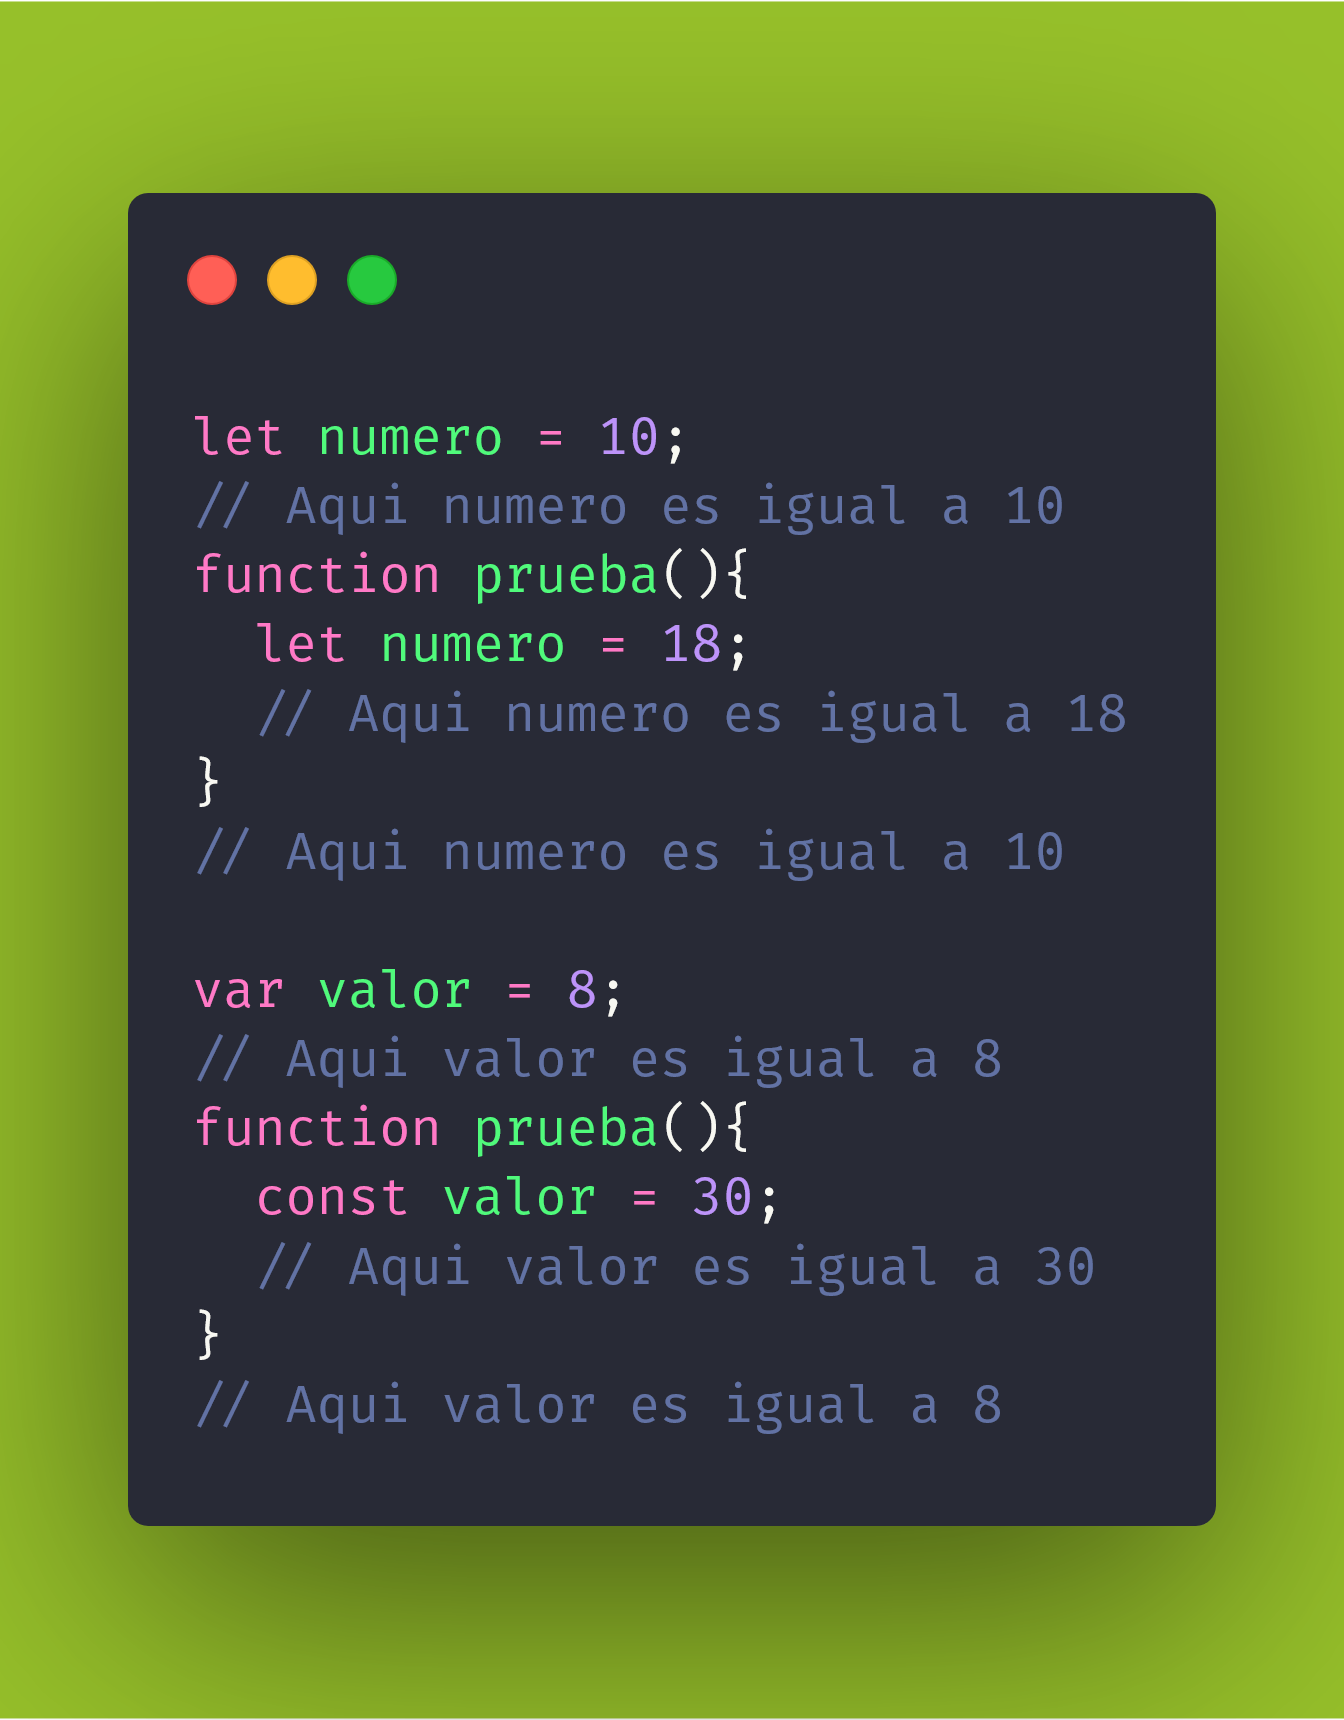 let numero = 10;
// Aqui numero es igual a 10
function prueba(){
  let numero = 18;
  // Aqui numero es igual a 18
}
// Aqui numero es igual a 10

var valor = 8;
// Aqui valor es igual a 8
function prueba(){
  const valor = 30;
  // Aqui valor es igual a 30
}
// Aqui valor es igual a 8